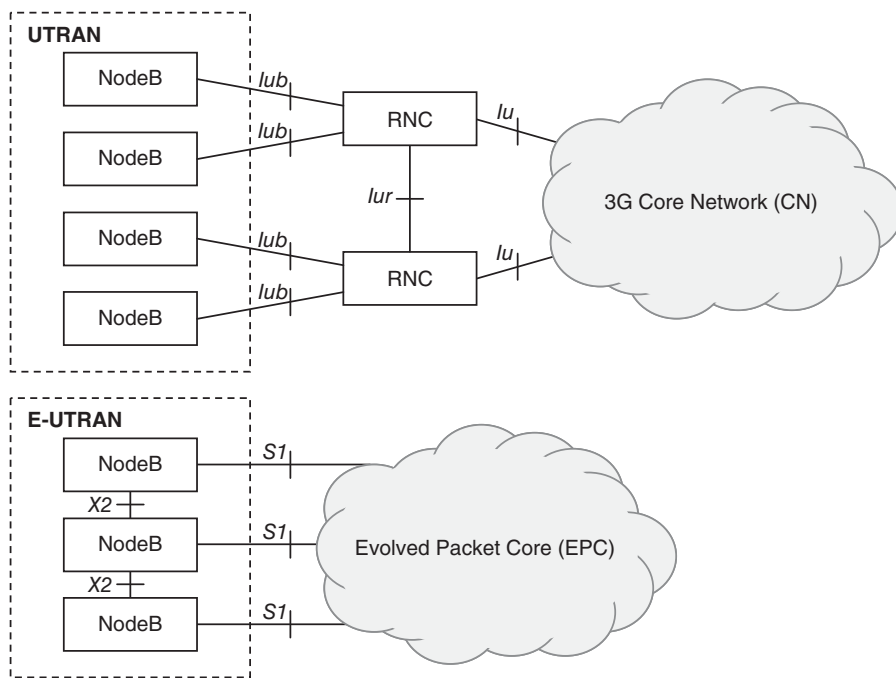 UTRAN
NodeB
Iub
RNC
Iu
NodeB
Iub
Iur
3G Core Network (CN)
NodeB
Iub
RNC
Iu
NodeB
Iub
E-UTRAN
NodeB
S1
X2
NodeB
S1
Evolved Packet Core (EPC)
X2
NodeB
S1